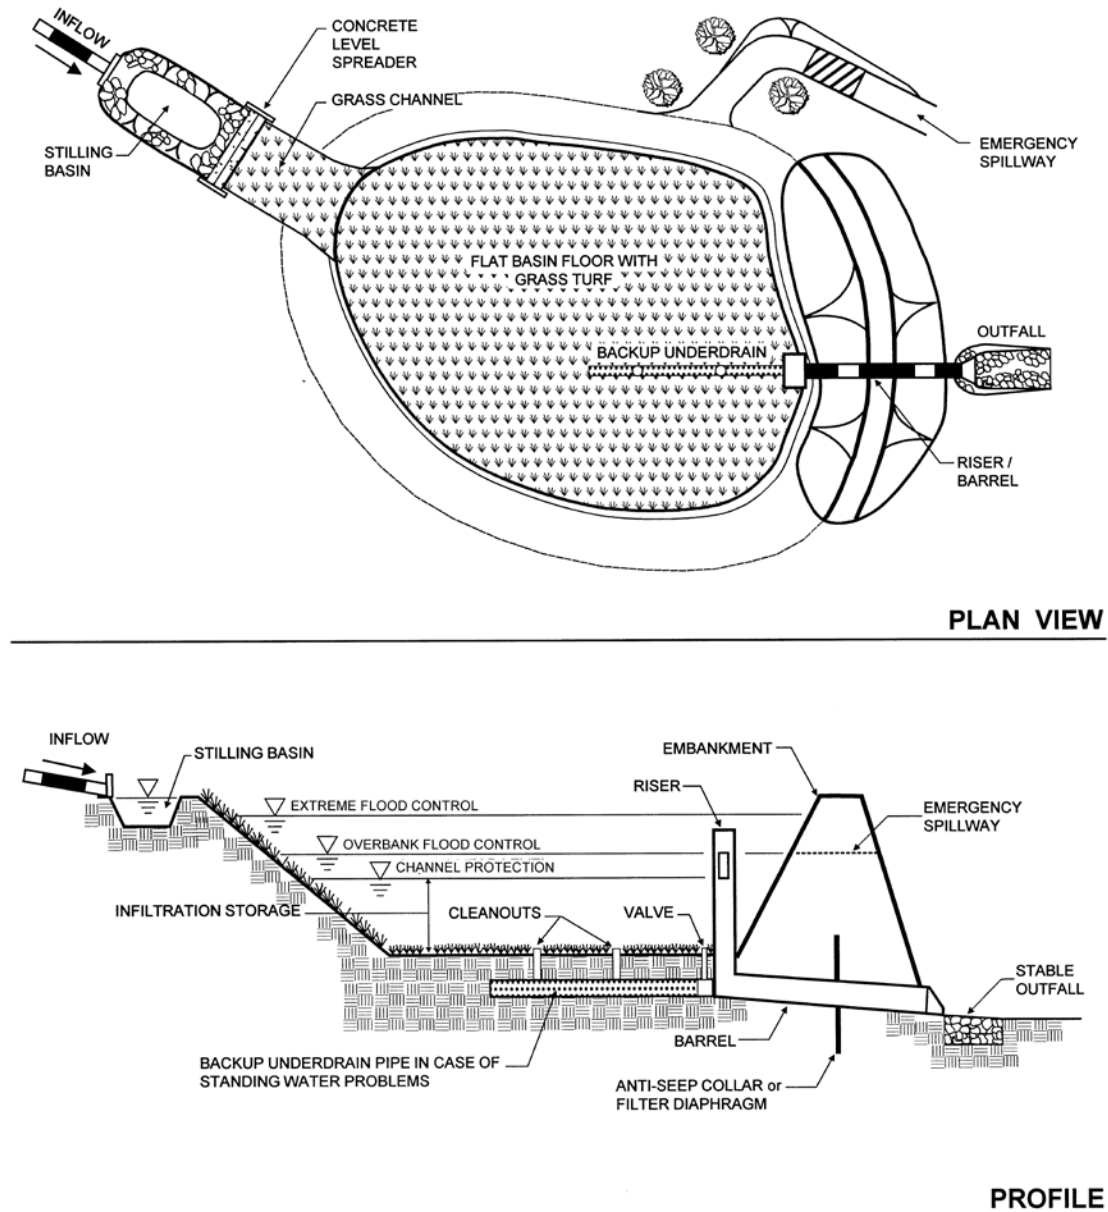 INFLOW
CONCRETE
LEVEL
SPREADER
GRASS CHANNEL
STILLING
BASIN
EMERGENCY
SPILLWAY
FLAT BASIN FLOOR WITH
GRASS TURF
BACKUP UNDERDRAIN
OUTFALL
RISER /
BARREL
PLAN VIEW
INFLOW
STILLING BASIN
EMBANKMENT
RISER
EXTREME FLOOD CONTROL
EMERGENCY
SPILLWAY
OVERBANK FLOOD CONTROL
CHANNEL PROTECTION
INFILTRATION STORAGE
CLEANOUTS
VALVE
STABLE
OUTFALL
BARREL
BACKUP UNDERDRAIN PIPE IN CASE OF
STANDING WATER PROBLEMS
ANTI-SEEP COLLAR or
FILTER DIAPHRAGM
PROFILE